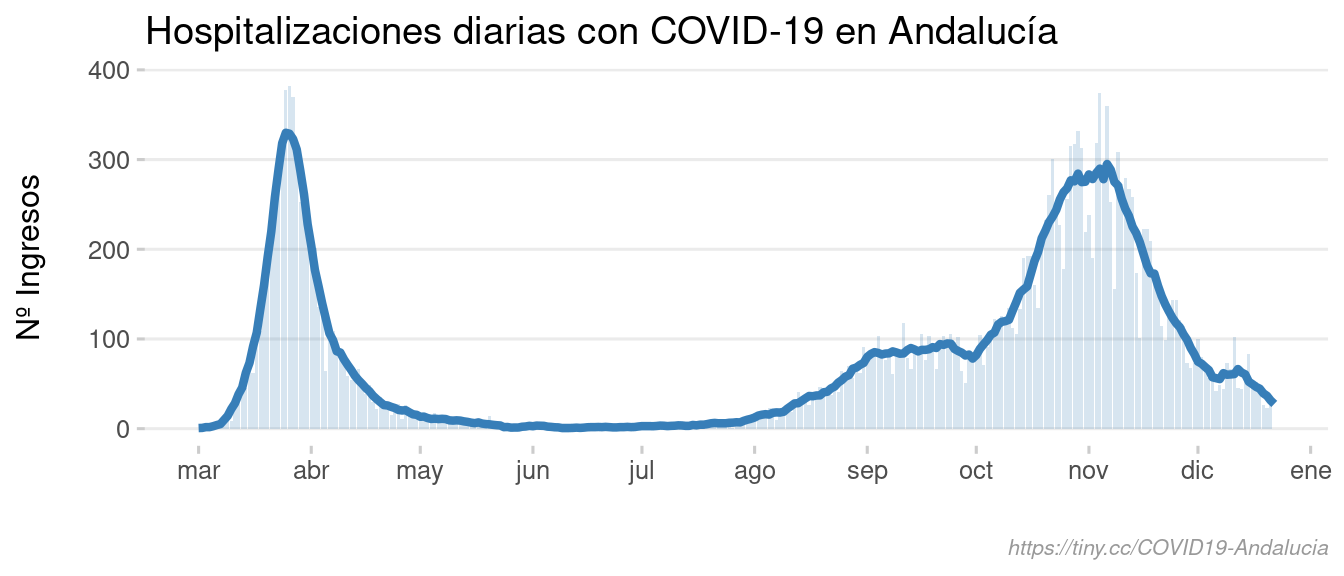 Hospitalizaciones diarias con COVID-19 en Andalucía
Nº Ingresos
400
300
200
100
0
mar abr may jun jul ago sep oct nov dic ene
https://tiny.cc/COVID19-Andalucia